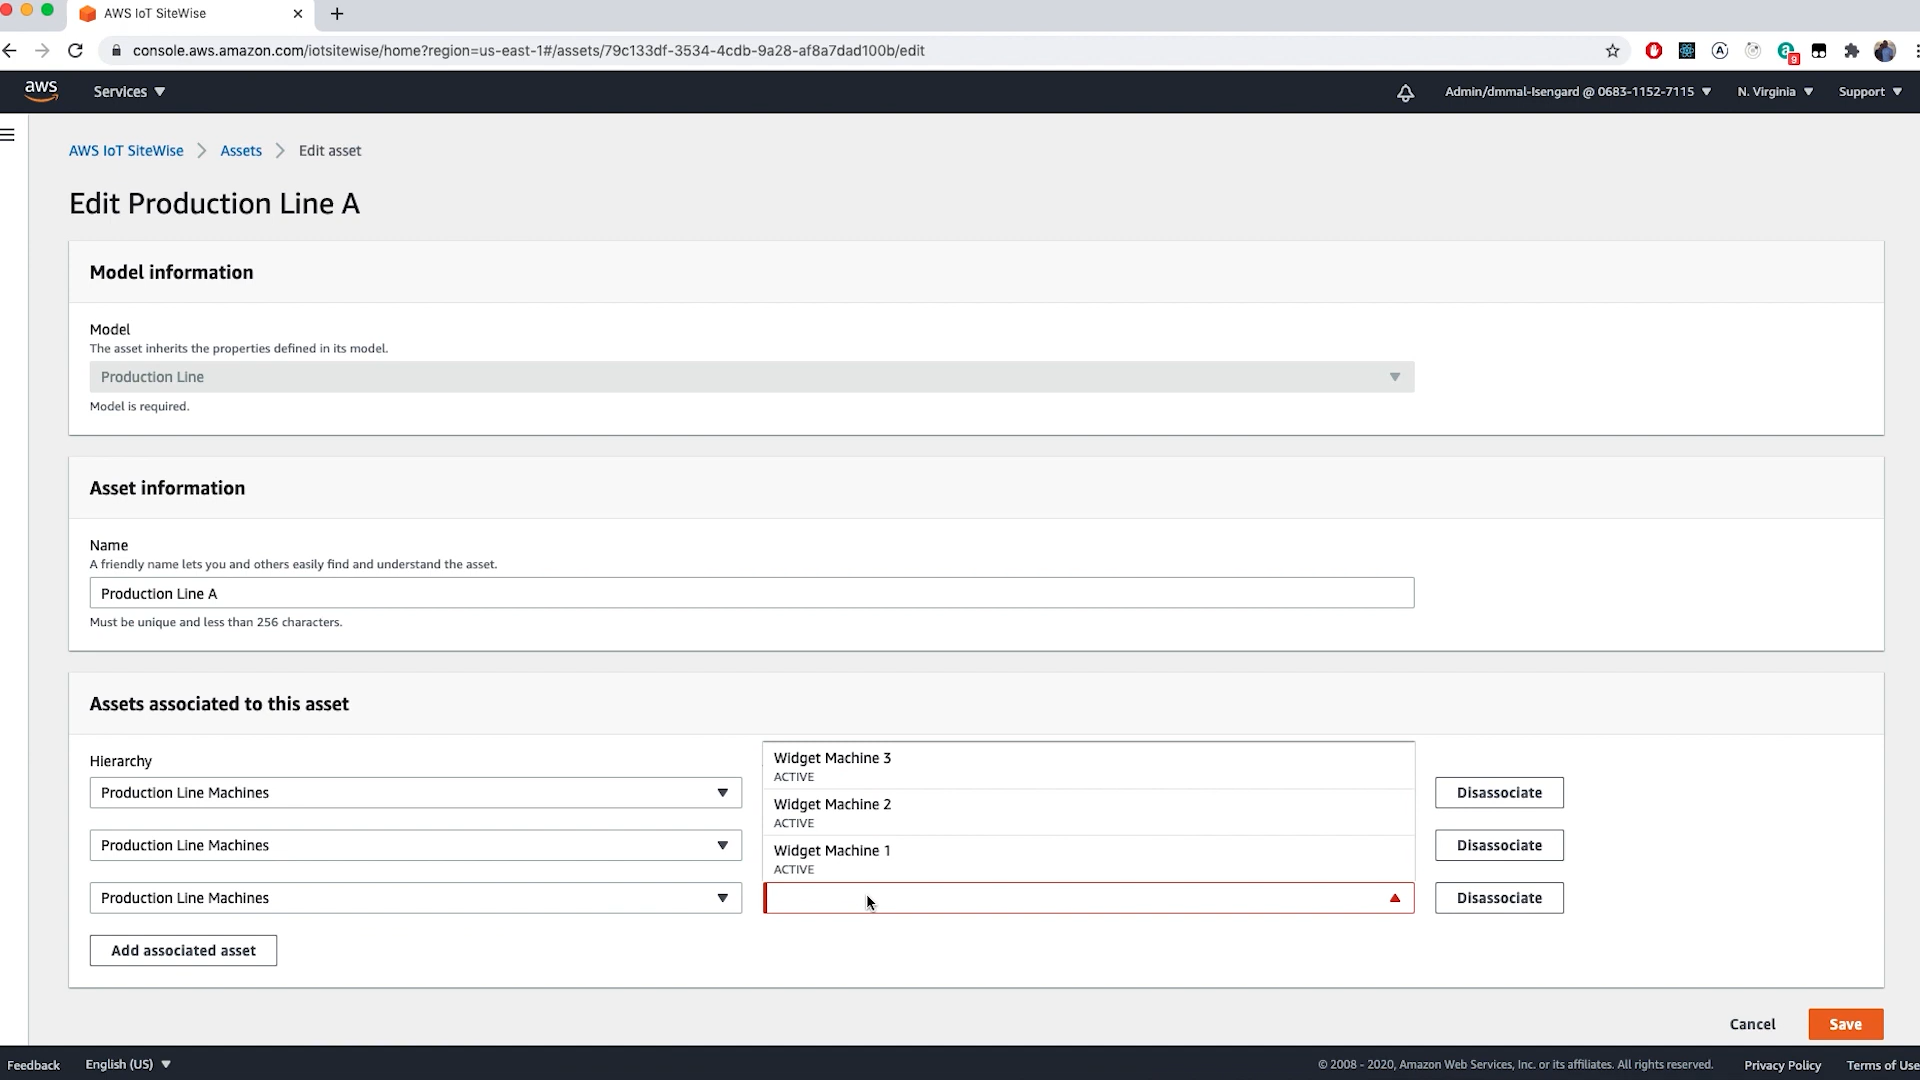 AWS IoT SiteWise
console.aws.amazon.com/iotsitewise/home?region=us-east-1#/assets/79c133df-3534-4cdb-9a28-af8a7dad100b/edit
9
aws
Services
Admin/dmmal-Isengard @ 0683-1152-7115
N. Virginia
Support
AWS IoT SiteWise
Assets
Edit asset
Edit Production Line A
Model information
Model
The asset inherits the properties defined in its model.
Production Line
Model is required.
Asset information
Name
A friendly name lets you and others easily find and understand the asset.
Production Line A
Must be unique and less than 256 characters.
Assets associated to this asset
Hierarchy
Widget Machine 3
ACTIVE
Production Line Machines
Disassociate
Widget Machine 2
ACTIVE
Production Line Machines
Disassociate
Widget Machine 1
ACTIVE
Production Line Machines
Disassociate
Add associated asset
Cancel
Save
Feedback
English (US)
© 2008 - 2020, Amazon Web Services, Inc. or its affiliates. All rights reserved.
Privacy Policy
Terms of Use